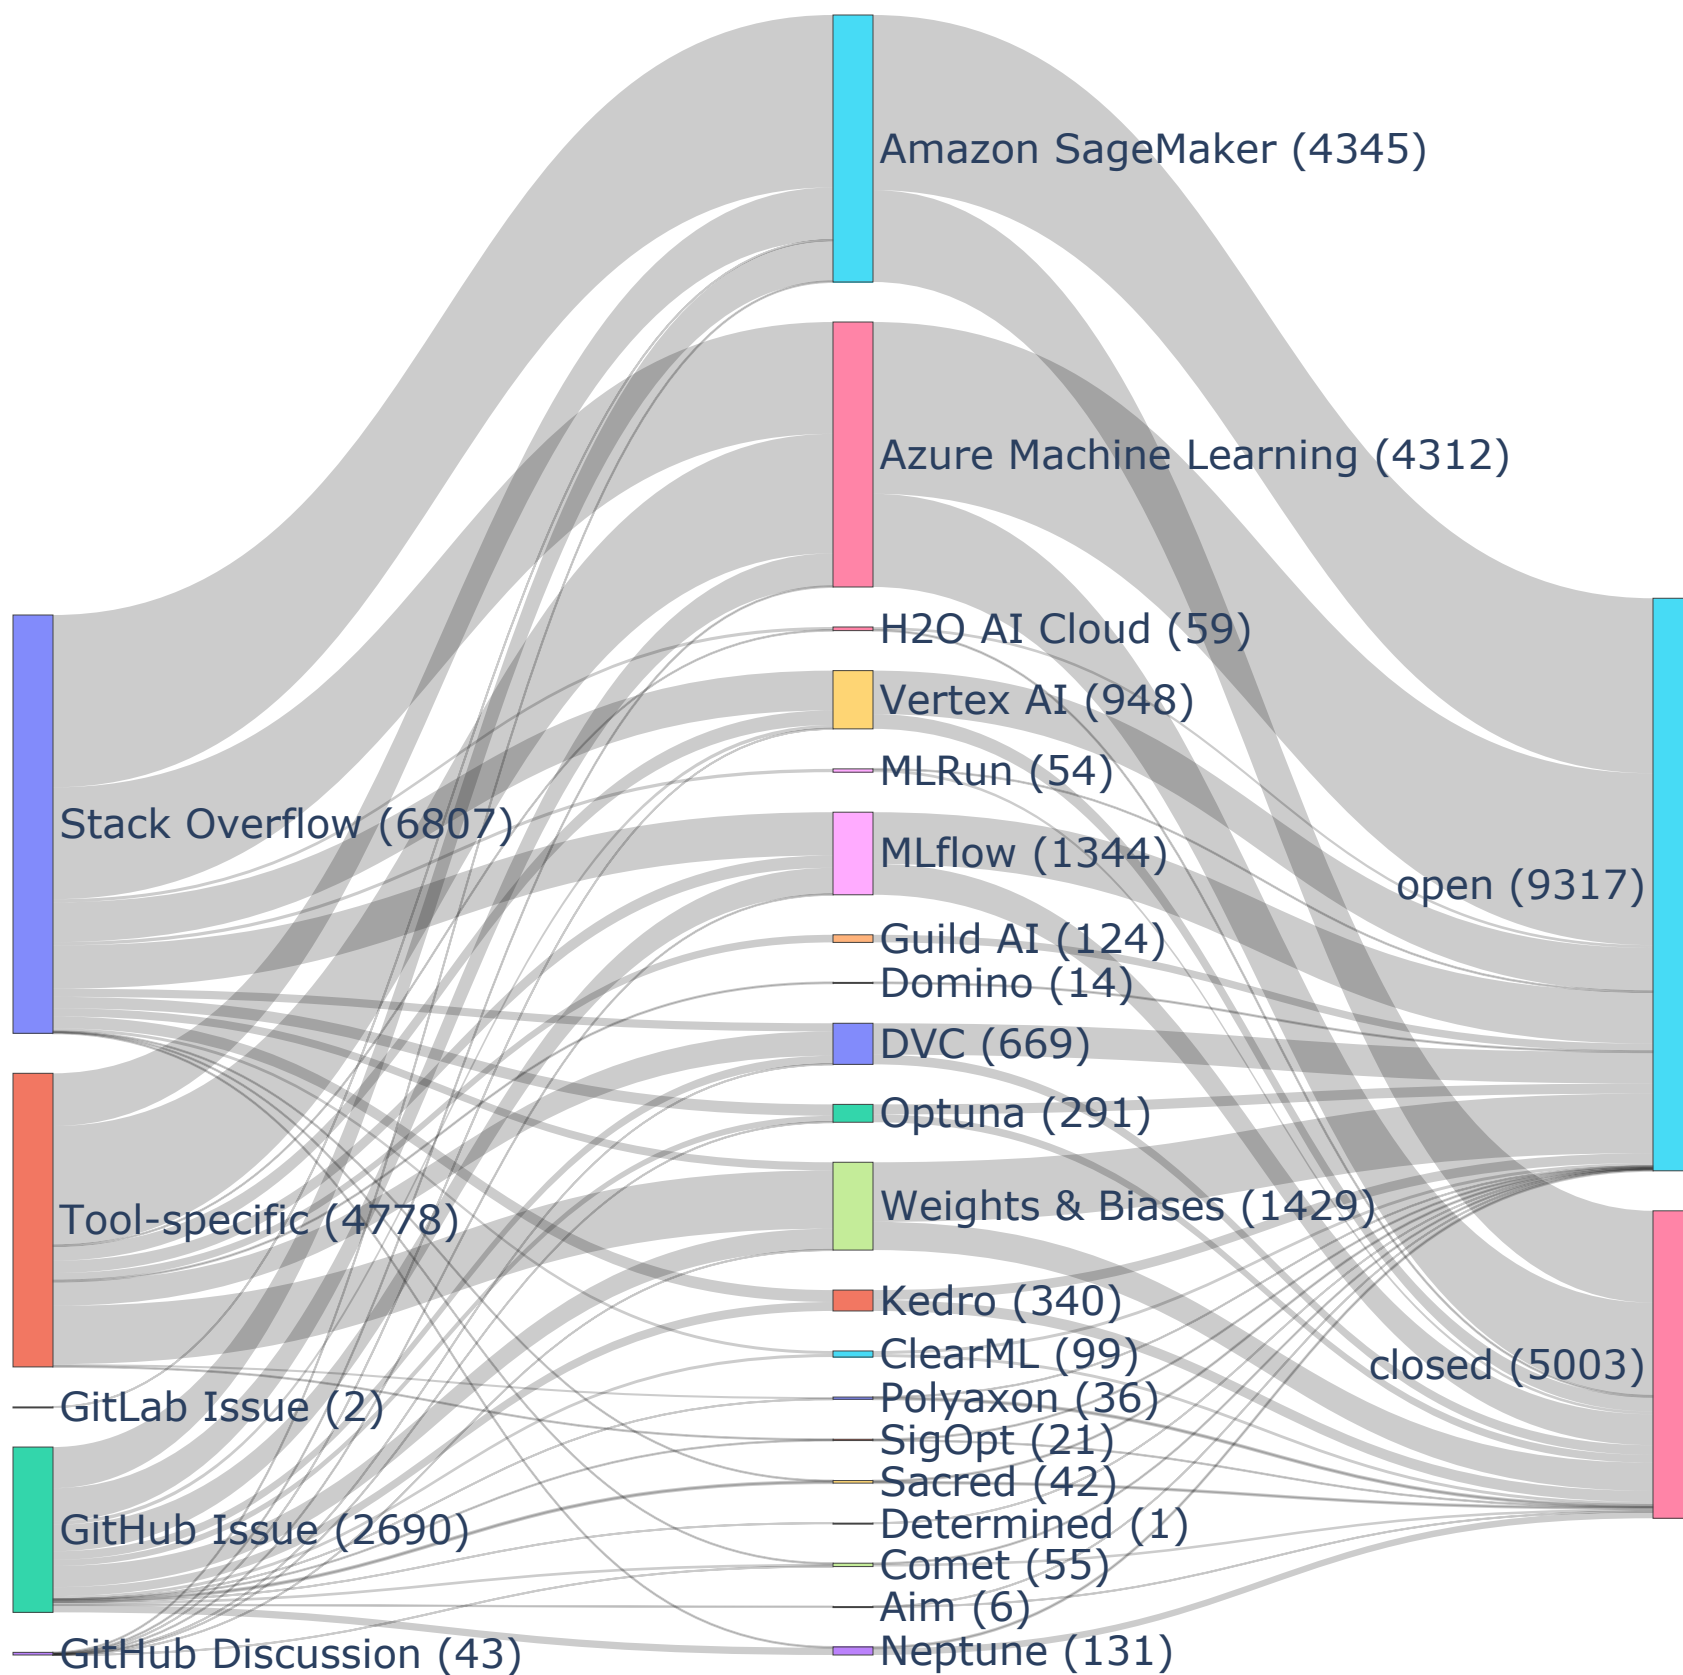 Stack Overflow (6807)
Tool-specific (4778)
GitLab Issue (2)
GitHub Issue (2690)
GitHub Discussion (43)
Amazon SageMaker (4345)
Azure Machine Learning (4312)
H2O AI Cloud (59)
Vertex AI (948)
MLRun (54)
MLflow (1344)
Guild AI (124)
Domino (14)
DVC (669)
Optuna (291)
Weights & Biases (1429)
Kedro (340)
ClearML (99)
Polyaxon (36)
SigOpt (21)
Sacred (42)
Determined (1)
Comet (55)
Aim (6)
Neptune (131)
open (9317)
closed (5003)